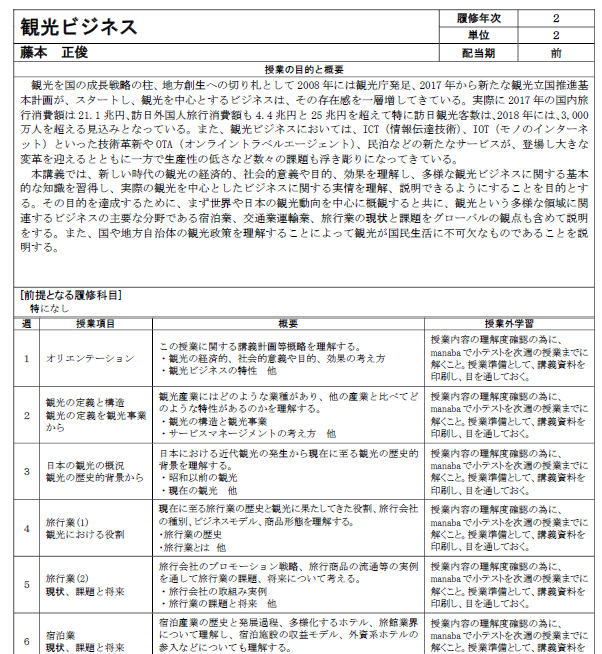 観光ビジネス
履修年次 2
単位 2
藤本 正俊
配当期 前
授業の目的と概要
観光を国の成長戦略の柱、地方創生への切り札として2008年には観光庁発足、2017年から新たな観光立国推進基
本計画が、スタートし、観光を中心とするビジネスは、その存在感を一層増してきている。実際に2017年の国内旅
行消費額は21.1兆円、訪日外国人旅行消費額も4.4兆円と25兆円を超えて特に訪日観光客数は、2018年には、3,000
万人を超える見込みとなっている。また、観光ビジネスにおいては、ICT（情報伝達技術）、IOT（モノのインターネ
ット）といった技術革新やOTA（オンライントラベルエージェント）、民泊などの新たなサービスが、登場し大きな
変革を迎えるとともに一方で生産性の低さなど数々の課題も浮き彫りになってきている。
本講義では、新しい時代の観光の経済的、社会的意義や目的、効果を理解し、多様な観光ビジネスに関する基本
的な知識を習得し、実際の観光を中心としたビジネスに関する実情を理解、説明できるようにすることを目的とす
る。その目的を達成するために、まず世界や日本の観光動向を中心に概観すると共に、観光という多様な領域に関
連するビジネスの主要な分野である宿泊業、交通業運輸業、旅行業の現状と課題をグローバルの観点も含めて説明
をする。また、国や地方自治体の観光政策を理解することによって観光が国民生活に不可欠なものであることを説
明する。
[前提となる履修科目]
特になし
週 授業項目 概要 授業外学習
1
オリエンテーション
この授業に関する講義計画等概略を理解する。
・観光の経済的、社会的意義や目的、効果の考え方
・観光ビジネスの特性 他
授業内容の理解度確認の為に、
manabaで小テストを次週の授業までに
解くこと。授業準備として、講義資料を
印刷し、目を通しておく。
2
観光の定義と構造
観光の定義を観光事業
から
観光産業にはどのような業種があり、他の産業と比べてど
のような特性があるのかを理解する。
・観光の構造と観光事業
・サービスマネージメントの考え方 他
授業内容の理解度確認の為に、
manabaで小テストを次週の授業までに
解くこと。授業準備として、講義資料を
印刷し、目を通しておく。
3
日本の観光の概況
観光の歴史的背景から
日本における近代観光の発生から現在に至る観光の歴史的
背景を理解する。
・昭和以前の観光
・現在の観光 他
授業内容の理解度確認の為に、
manabaで小テストを次週の授業までに
解くこと。授業準備として、講義資料を
印刷し、目を通しておく。
4
旅行業(1)
観光における役割
現在に至る旅行業の歴史と観光に果たしてきた役割、旅行会社
の種別、ビジネスモデル、商品形態を理解する。
・旅行業の歴史
・旅行業とは 他
授業内容の理解度確認の為に、
manabaで小テストを次週の授業までに
解くこと。授業準備として、講義資料を
印刷し、目を通しておく。
5
旅行業(2)
現状、課題と将来
旅行会社のプロモーション戦略、旅行商品の流通等の実例
を通して旅行業の課題、将来について考える。
・旅行会社の取組み実例
・旅行業の課題と将来 他
授業内容の理解度確認の為に、
manabaで小テストを次週の授業までに
解くこと。授業準備として、講義資料を
印刷し、目を通しておく。
6
宿泊業
現状、課題と将来
宿泊産業の歴史と発展過程、多様化するホテル、旅館業界
について理解し、宿泊施設の収益モデル、外資系ホテルの
参入などについても理解する。
授業内容の理解度確認の為に、
manabaで小テストを次週の授業までに
解くこと。授業準備として、講義資料を